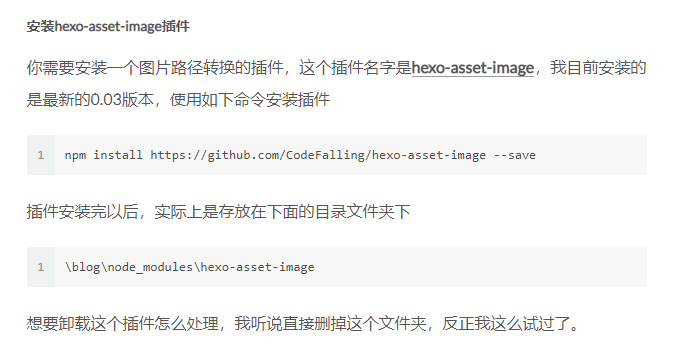 安装hexo-asset-image插件
你需要安装一个图片路径转换的插件，这个插件名字是hexo-asset-image，我目前安装的
是最新的0.03版本，使用如下命令安装插件
1 npm install https://github.com/CodeFalling/hexo-asset-image --save
插件安装完以后，实际上是存放在下面的目录文件夹下
1 \blog\node_modules\hexo-asset-image
想要卸载这个插件怎么处理，我听说直接删掉这个文件夹，反正我这么试过了。